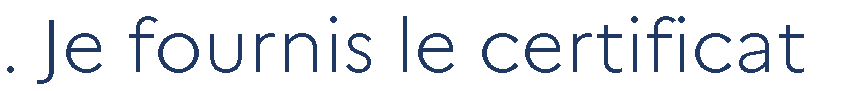 . Je fournis le certificat